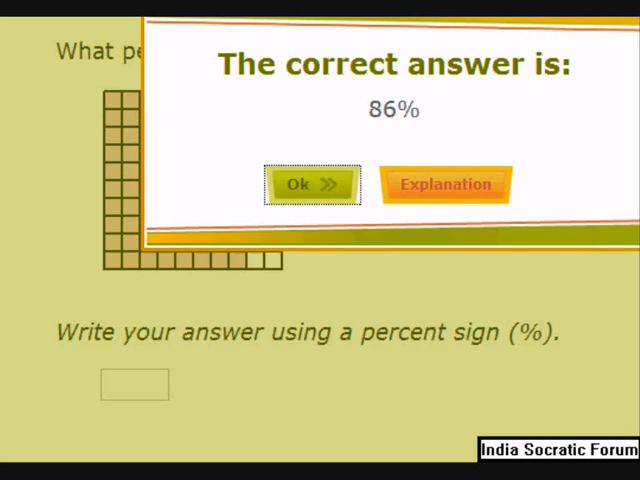 What pe
The correct answer is:
86%
Ok
Explanation
Write your answer using a percent sign (%).
India Socratic Forum